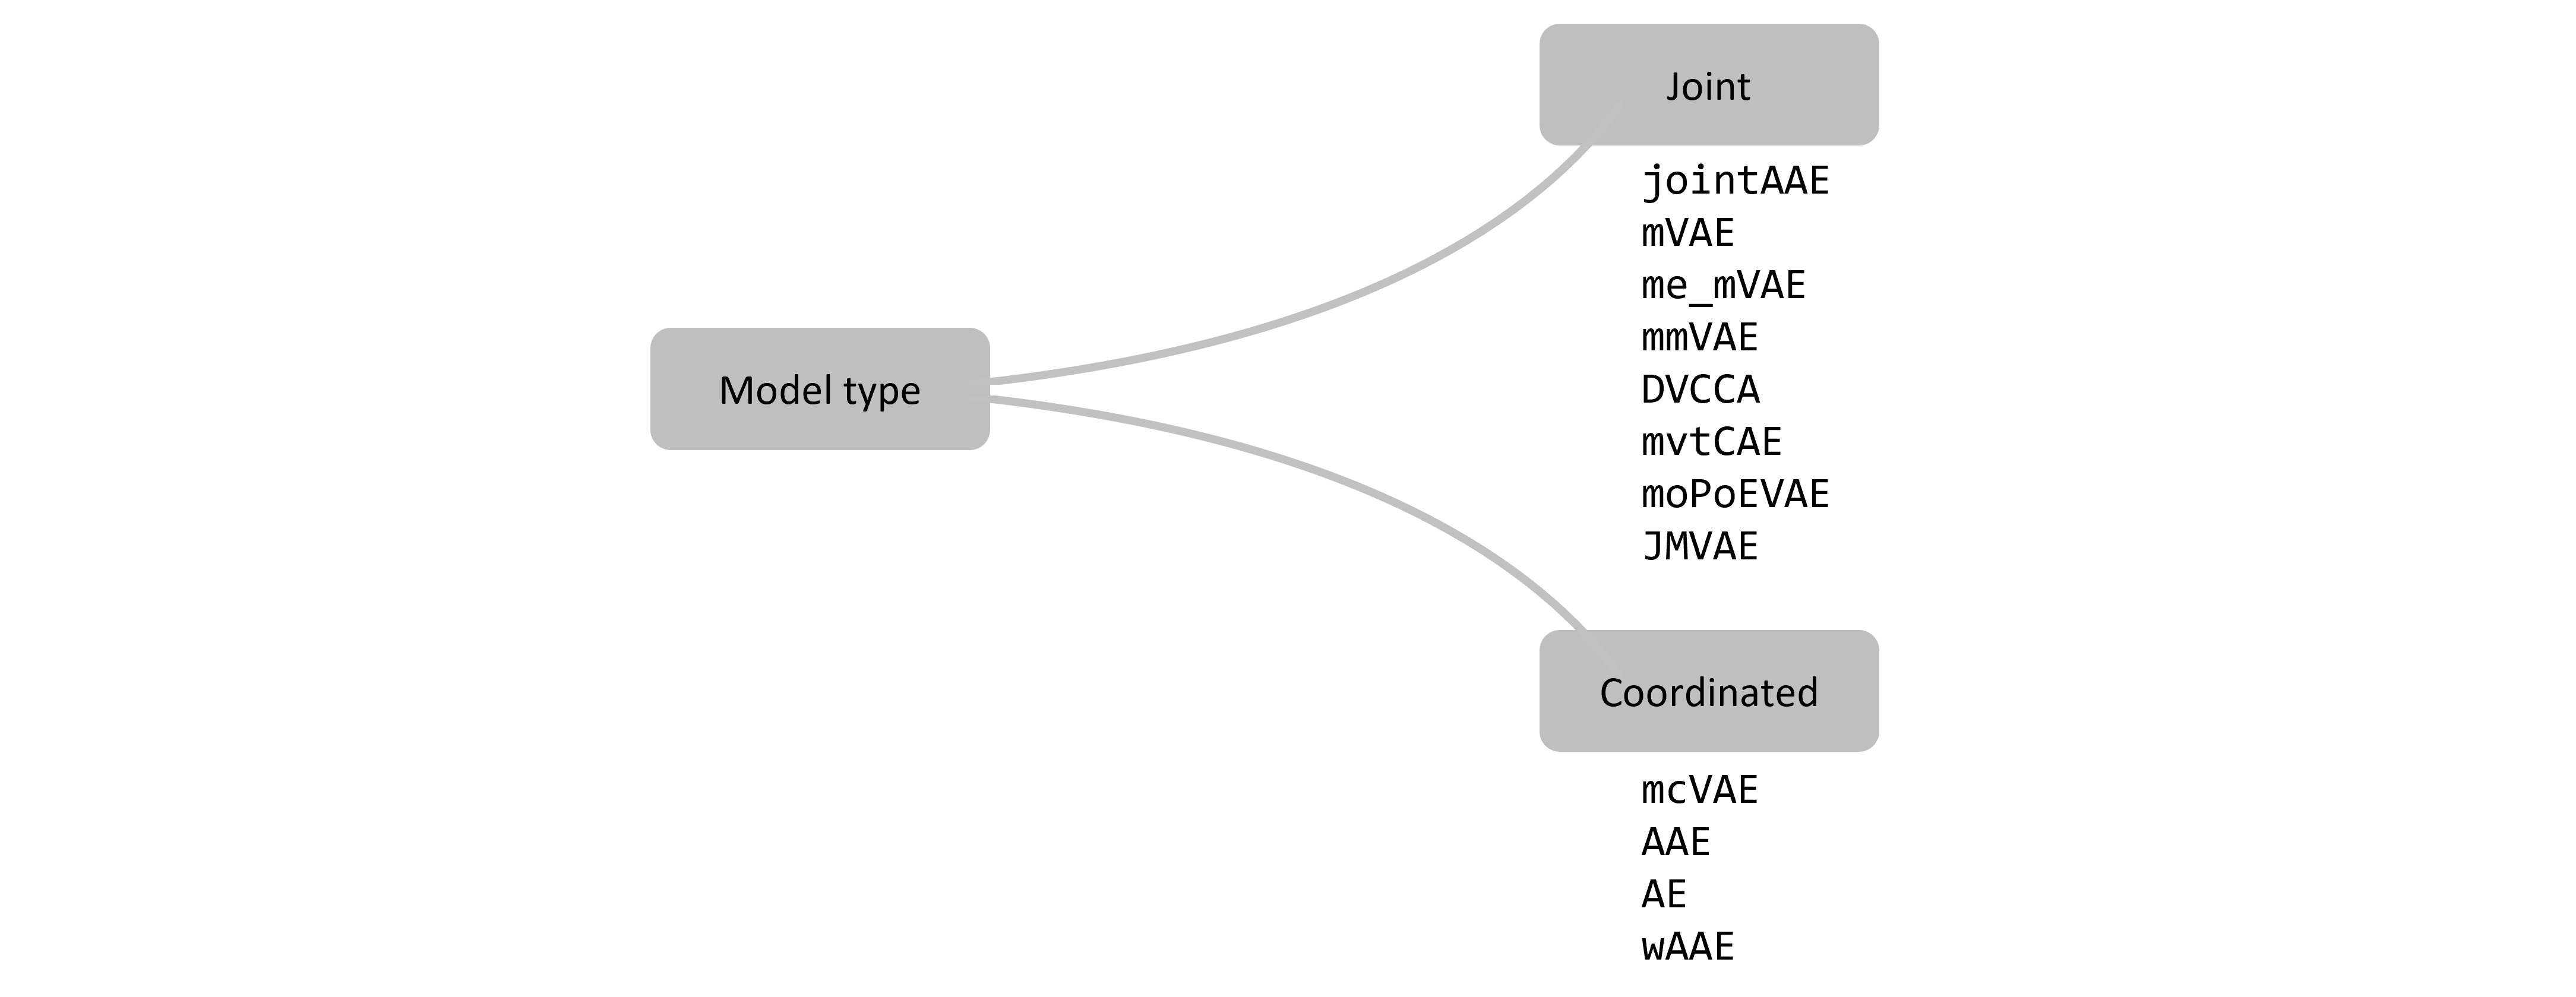 Model type
Joint
jointAAE
mVAE
me_mVAE
mmVAE
DVCCA
mvtCAE
moPoEVAE
JMVAE
Coordinated
mcVAE
AAE
AE
wAAE